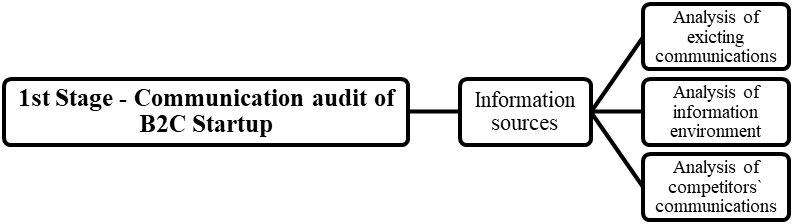 1st Stage - Communication audit of
B2C Startup
Information
sources
Analysis of
exicting
communications
Analysis of
information
environment
Analysis of
competitors`
communications